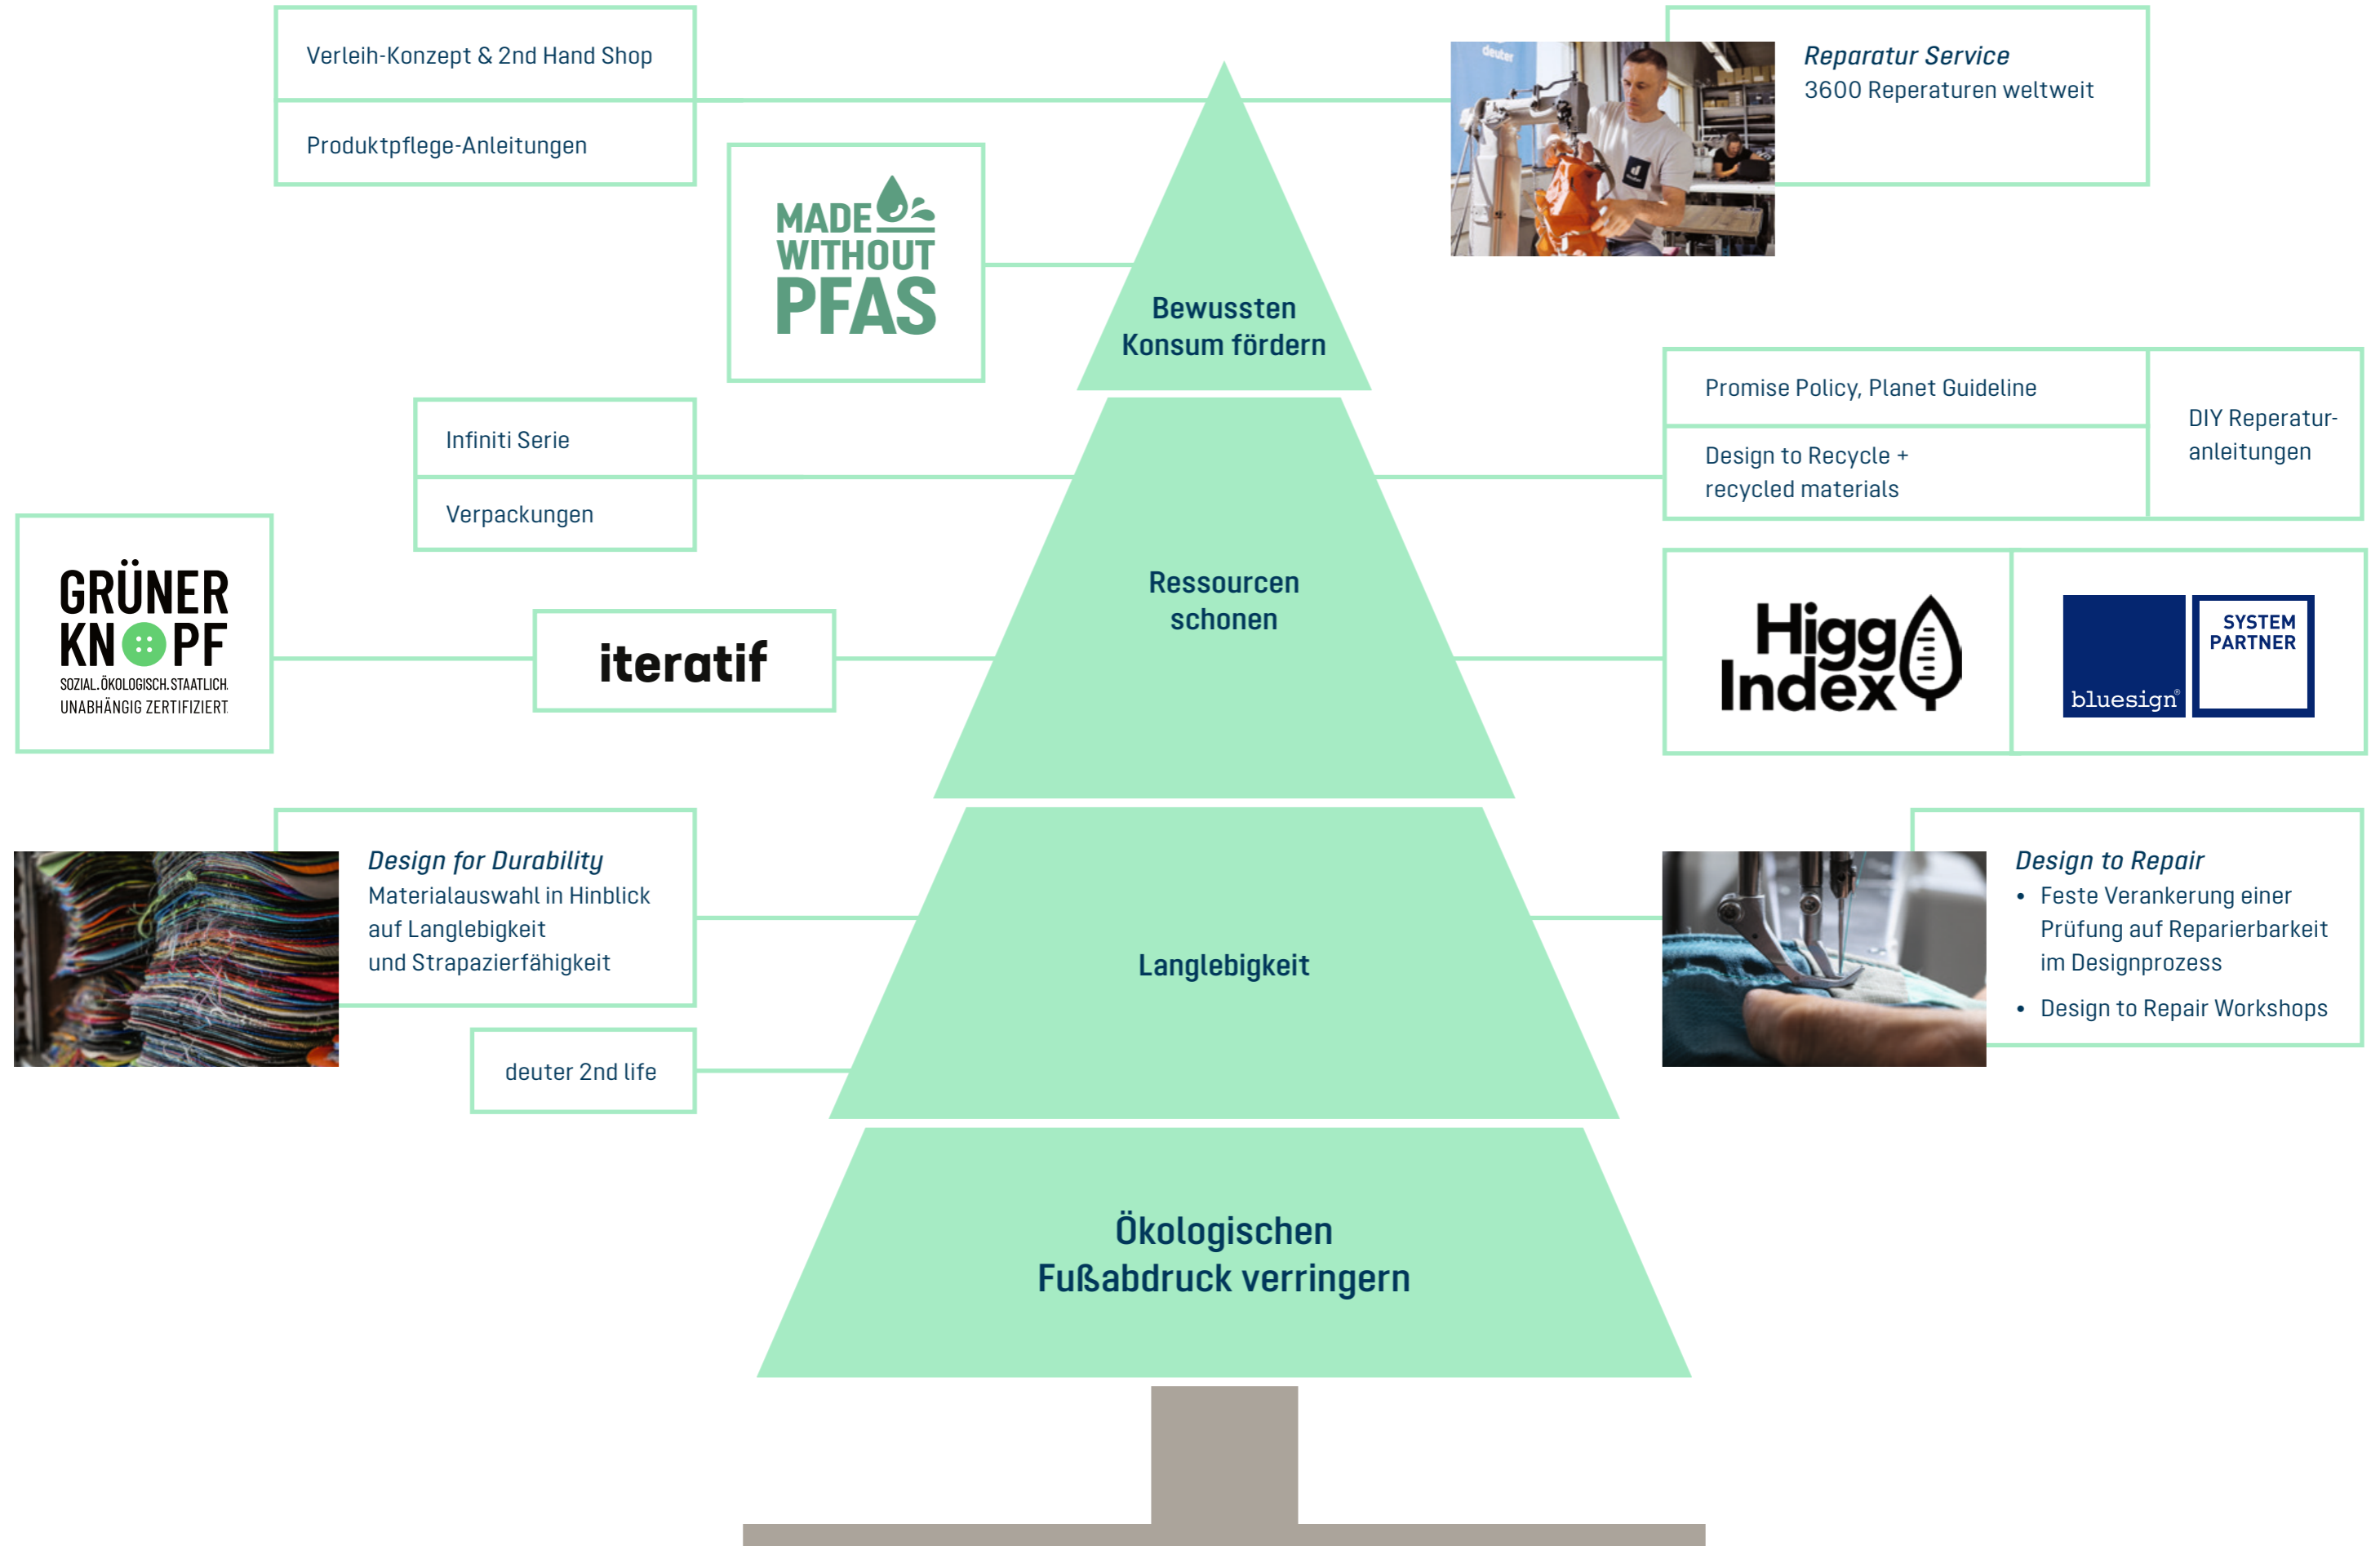 Verleih-Konzept & 2nd Hand Shop
Produktpflege-Anleitungen
deuter
deuter
Reparatur Service
3600 Reperaturen weltweit
MADE
WITHOUT
PFAS
Bewussten
Konsum fördern
Infiniti Serie
Verpackungen
Promise Policy, Planet Guideline
Design to Recycle +
recycled materials
DIY Reperatur-
anleitungen
GRÜNER
KNOPF
SOZIAL. ÖKOLOGISCH. STAATLICH.
UNABHÄNGIG ZERTIFIZIERT
iteratif
Ressourcen
schonen
Higg
Index
bluesign®
SYSTEM
PARTNER
Design for Durability
Materialauswahl in Hinblick
auf Langlebigkeit
und Strapazierfähigkeit
deuter 2nd life
Langlebigkeit
Design to Repair
• Feste Verankerung einer
Prüfung auf Reparierbarkeit
im Designprozess
• Design to Repair Workshops
Ökologischen
Fußabdruck verringern